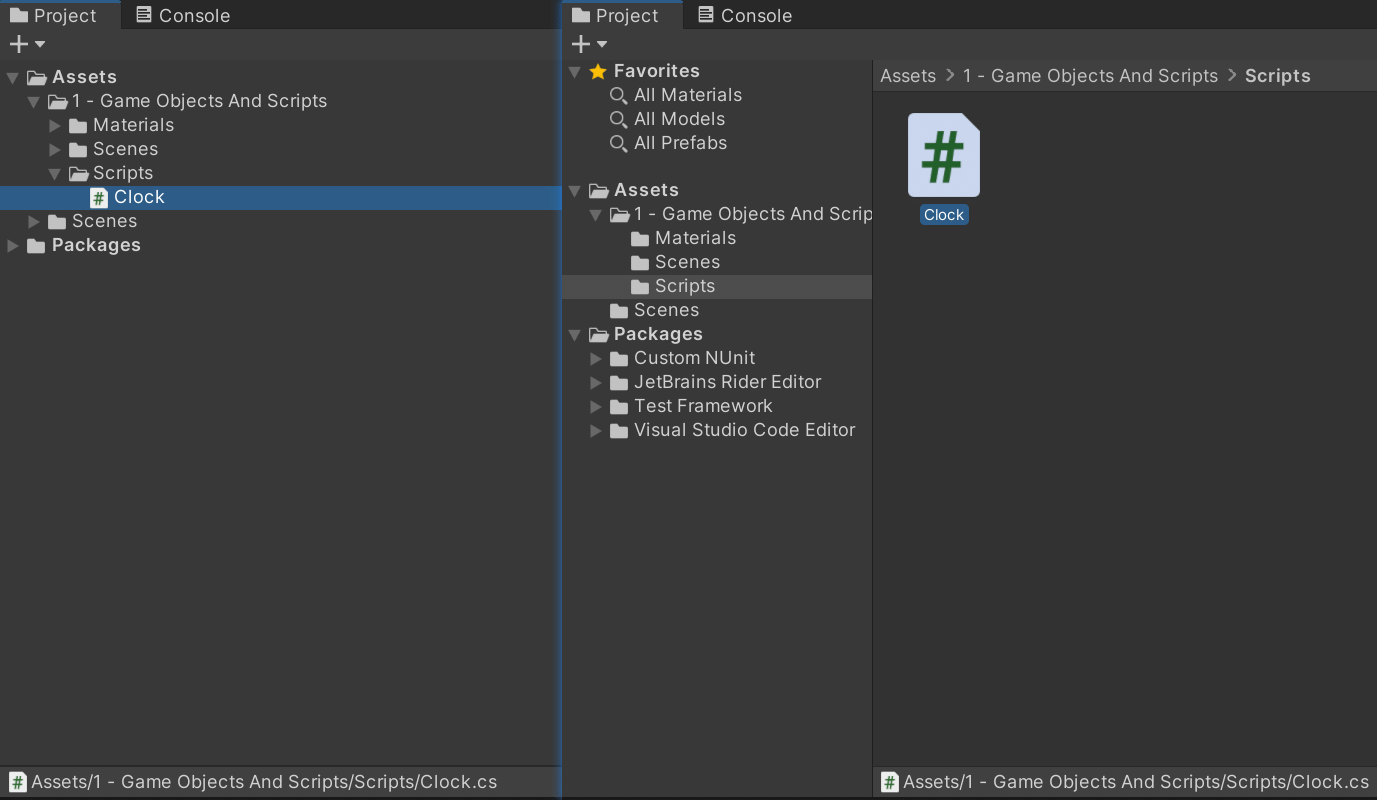 Project
Console
Assets
1 - Game Objects And Scripts
Materials
Scenes
Scripts
Clock
Scenes
Packages
Assets/1 - Game Objects And Scripts/Scripts/Clock.cs
Project
Console
Favorites
All Materials
All Models
All Prefabs
Assets
1 - Game Objects And Scrip
Materials
Scenes
Scripts
Scenes
Packages
Custom NUnit
JetBrains Rider Editor
Test Framework
Visual Studio Code Editor
Assets > 1 - Game Objects And Scripts > Scripts
#
Clock
Assets/1 - Game Objects And Scripts/Scripts/Clock.cs